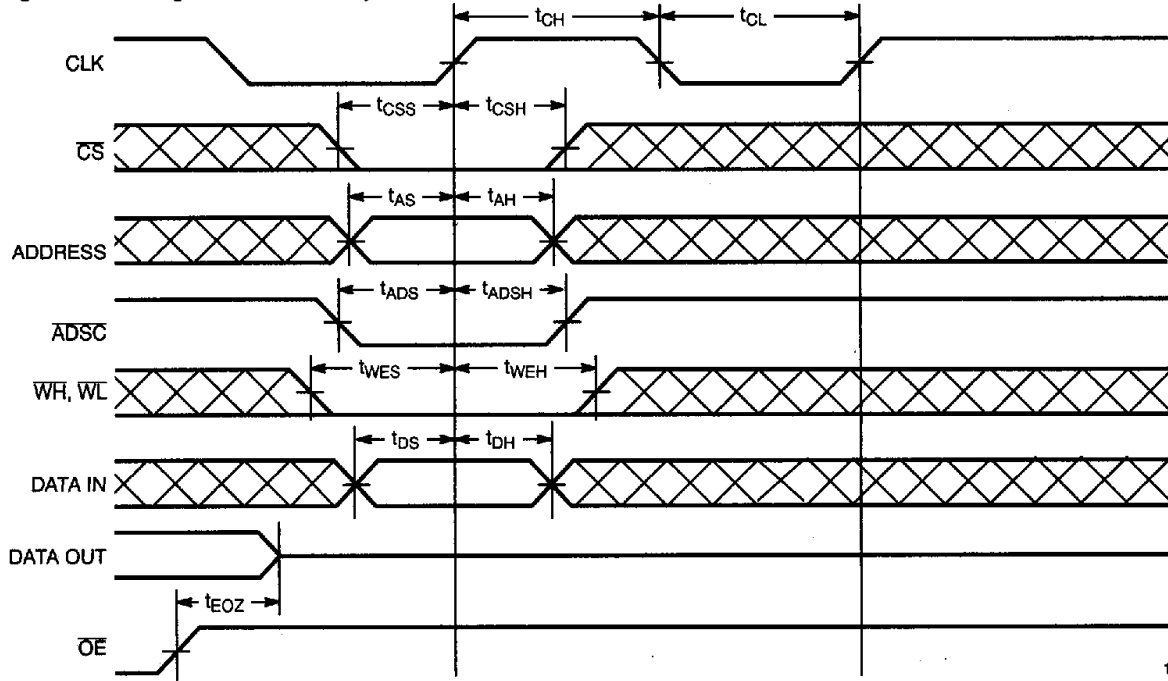 tCH
tCL
CLK
tCSS
tCSH
CS
tAS
tAH
ADDRESS
tADS
tADSH
ADSC
tWES
tWEH
WH, WL
tDS
tDH
DATA IN
DATA OUT
tEOZ
OE